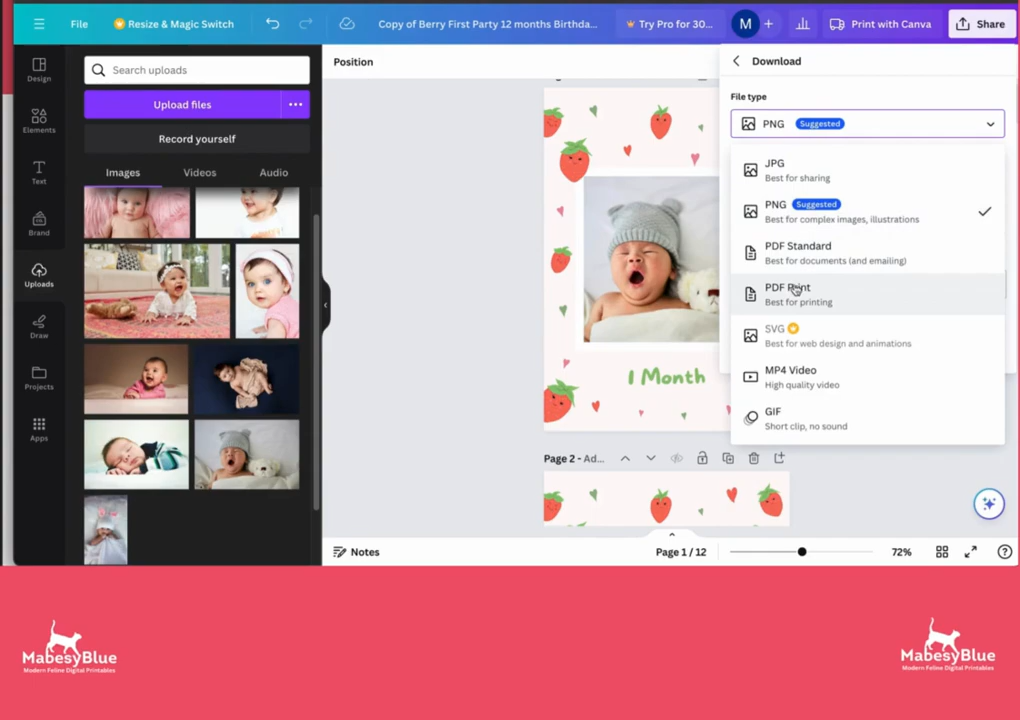 File
Resize & Magic Switch
Copy of Berry First Party 12 months Birthda...
Try Pro for 30...
M
Print with Canva
Share
Design
Elements
Text
Brand
Uploads
Draw
Projects
Apps
Search uploads
Upload files
Record yourself
Images
Videos
Audio
Position
1 Month
Page 2 - Ad...
Notes
Page 1 / 12
72%
Download
File type
PNG Suggested
JPG
Best for sharing
PNG Suggested
Best for complex images, illustrations
PDF Standard
Best for documents (and emailing)
PDF Print
Best for printing
SVG
Best for web design and animations
MP4 Video
High quality video
GIF
Short clip, no sound
MabesyBlue
Modern Feline Digital Printables
MabesyBlue
Modern Feline Digital Printables